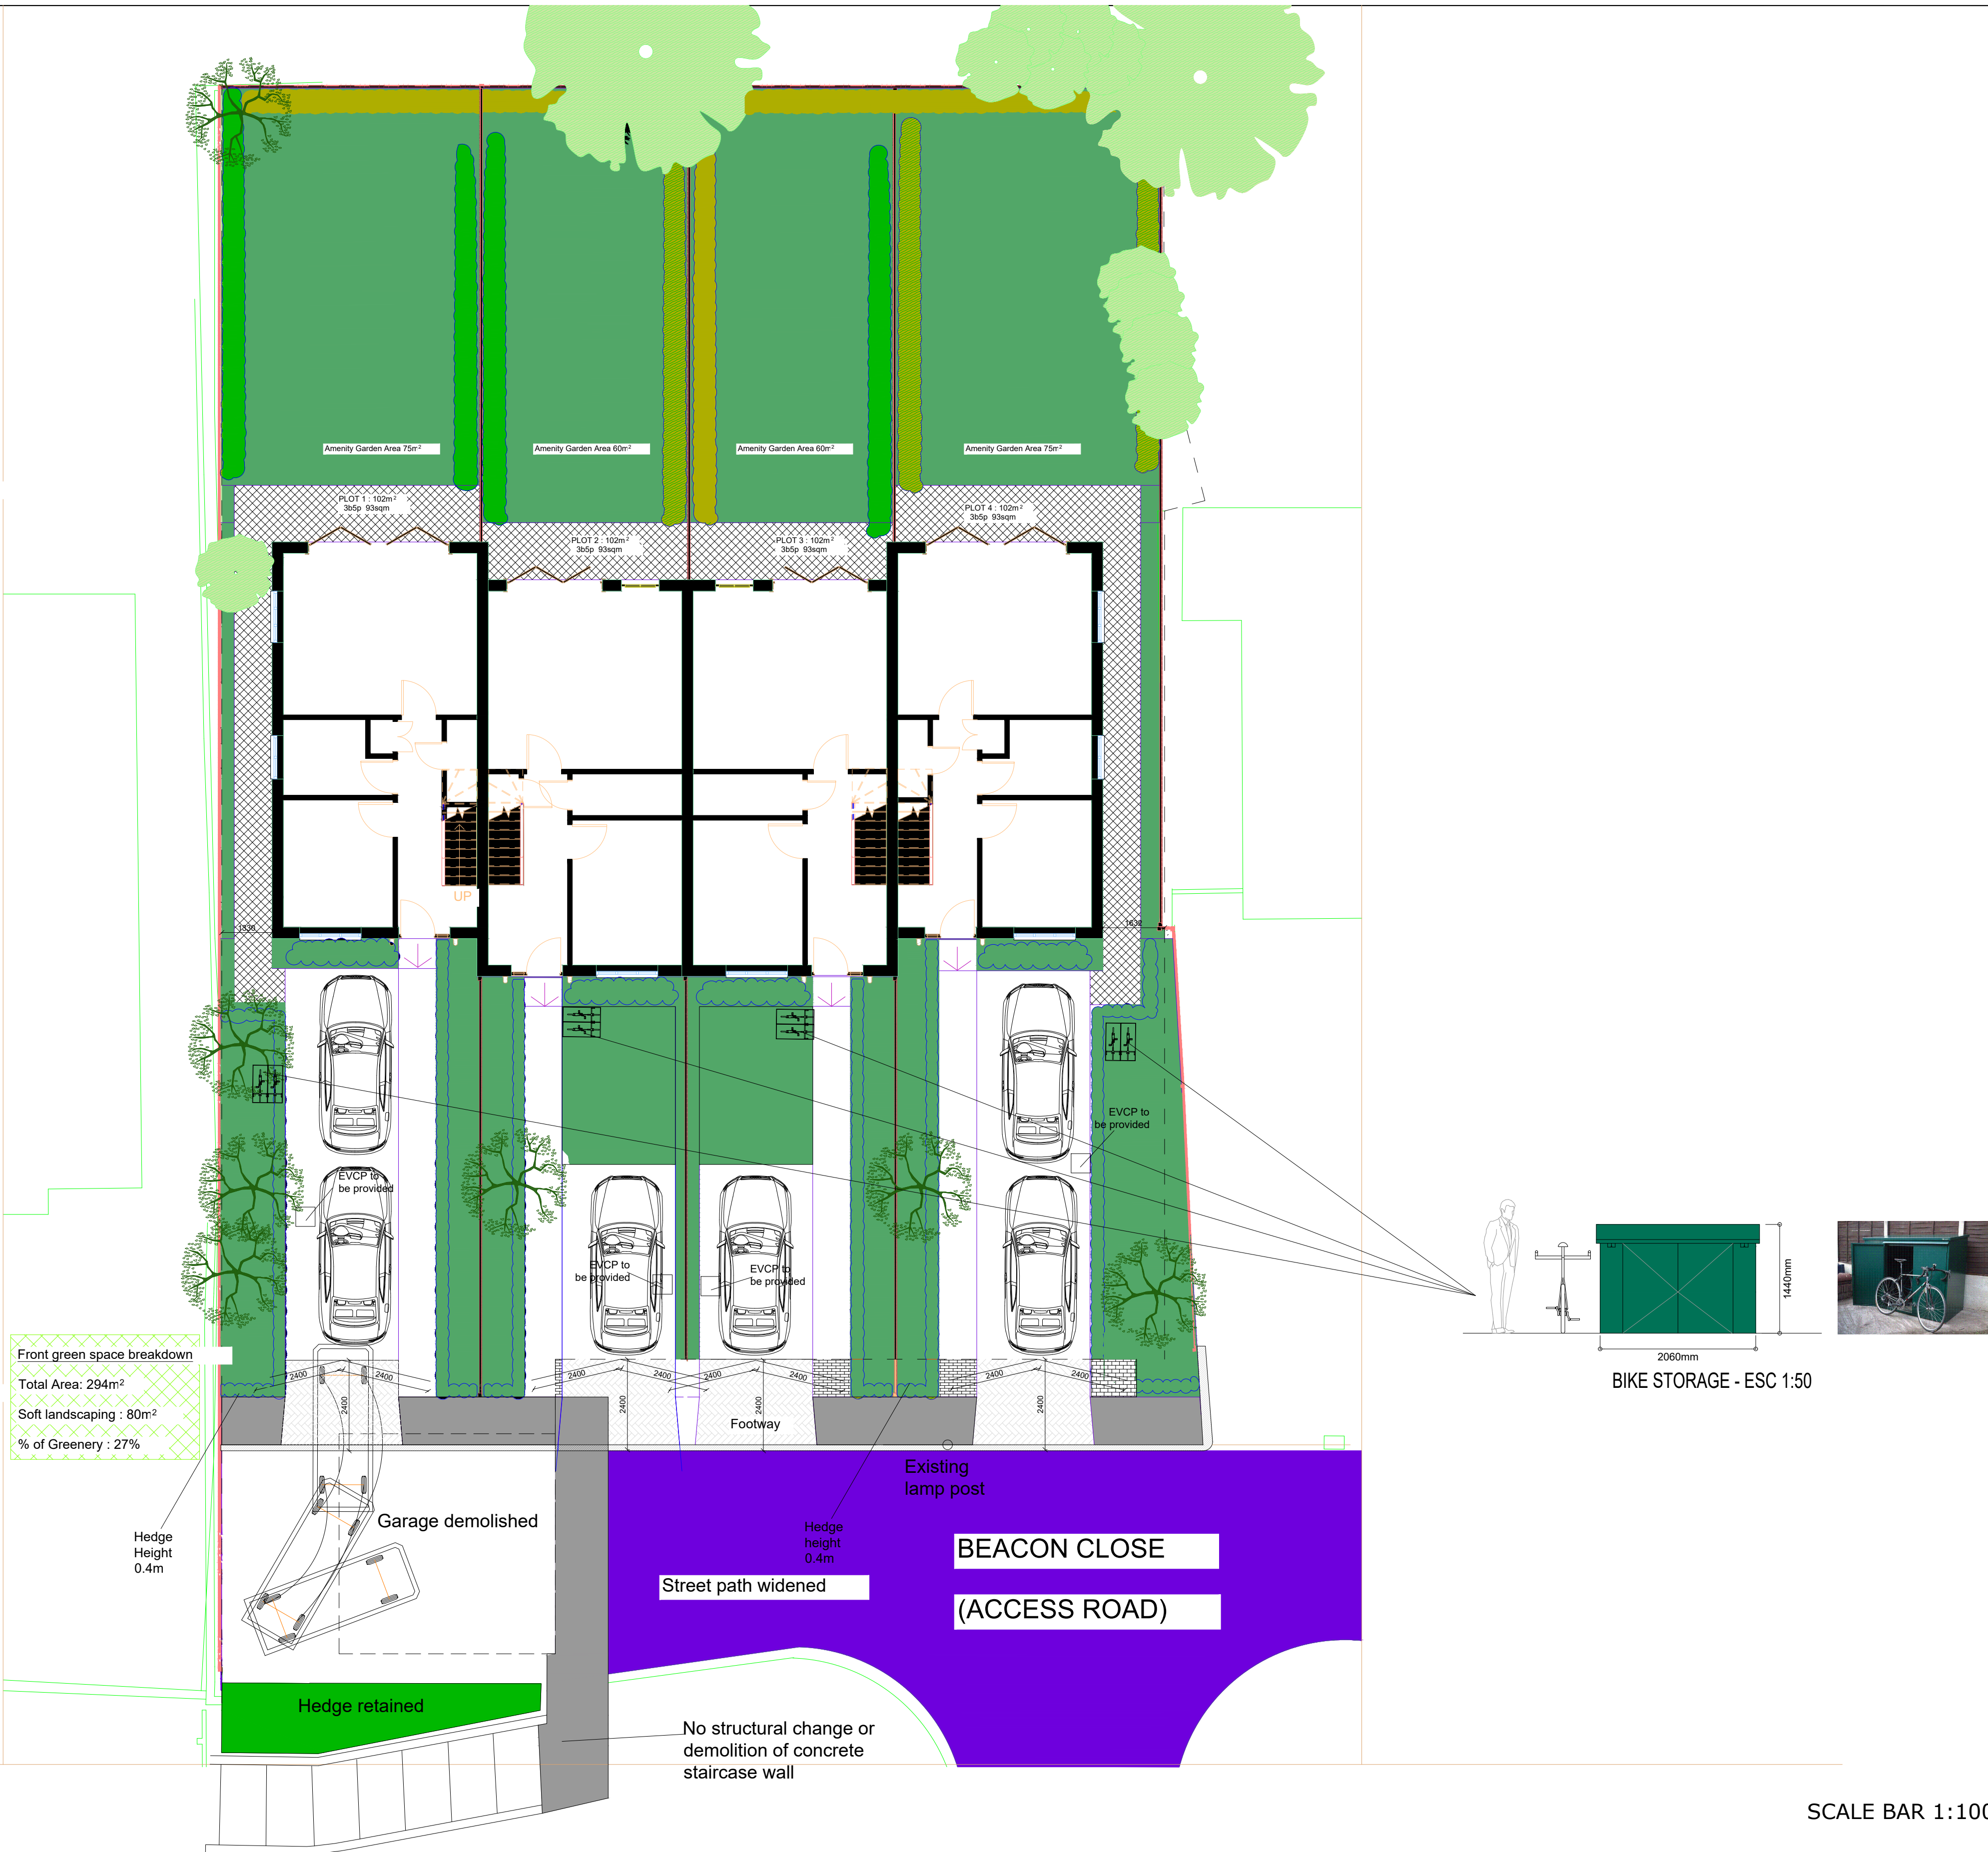 Amenity Garden Area 75m²
Amenity Garden Area 60m²
Amenity Garden Area 60m²
Amenity Garden Area 75m²
PLOT 1 : 102m²
3b5p 93sqm
PLOT 2 : 102m²
3b5p 93sqm
PLOT 3 : 102m²
3b5p 93sqm
PLOT 4 : 102m²
3b5p 93sqm
UP
1632
EVCP to
be provided
EVCP to
be provided
EVCP to
be provided
EVCP to
be provided
1440mm
2060mm
BIKE STORAGE - ESC 1:50
Front green space breakdown
Total Area: 294m²
Soft landscaping : 80m²
% of Greenery : 27%
2400
2400
2400
2400
2400
2400
2400
2400
2400
2400
2400
2400
Footway
Existing
lamp post
Garage demolished
Hedge
Height
0.4m
Hedge
height
0.4m
Street path widened
BEACON CLOSE
(ACCESS ROAD)
Hedge retained
No structural change or
demolition of concrete
staircase wall
SCALE BAR 1:100